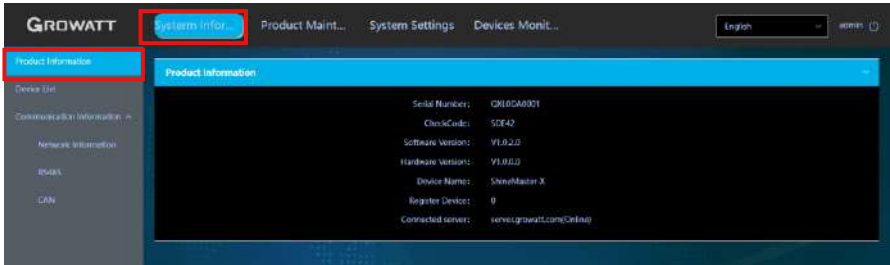 GROWATT
System Infor...
Product Maint...
System Settings
Devices Monit...
English
admin
Product Information
Device List
Communication Information
Network Information
RS485
CAN
Product Information
Serial Number: QXL0DA0001
CheckCode: 5DE42
Software Version: V1.0.2.0
Hardware Version: V1.0.0.0
Device Name: ShineMaster-X
Register Device: 0
Connected server: server.growatt.com(Online)